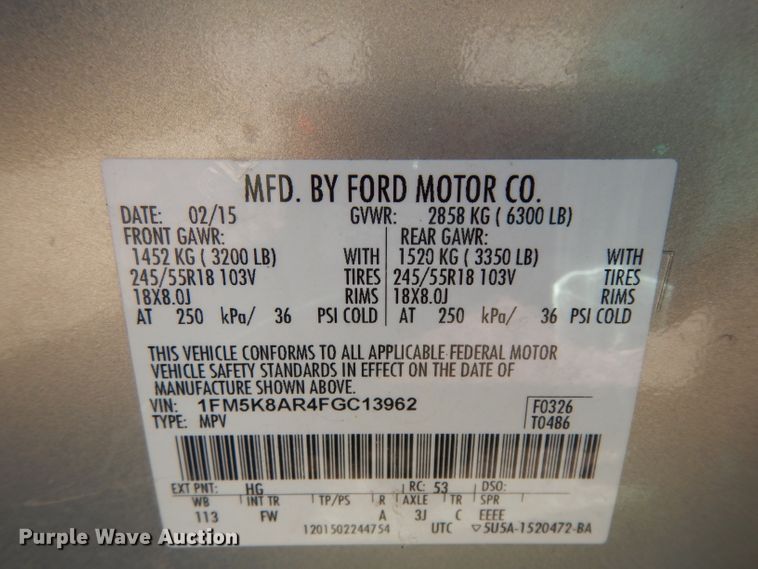 MFD. BY FORD MOTOR CO.
DATE: 02/15 GVWR: 2858 KG ( 6300 LB)
FRONT GAWR: REAR GAWR:
1452 KG ( 3200 LB) WITH 1520 KG ( 3350 LB) WITH
245/55R18 103V TIRES 245/55R18 103V TIRES
18X8.0J RIMS 18X8.0J RIMS
AT 250 kPa/ 36 PSI COLD AT 250 kPa/ 36 PSI COLD
THIS VEHICLE CONFORMS TO ALL APPLICABLE FEDERAL MOTOR
VEHICLE SAFETY STANDARDS IN EFFECT ON THE DATE OF
MANUFACTURE SHOWN ABOVE.
VIN: 1FM5K8AR4FGC13962 F0326
TYPE: MPV T0486
EXT PNT: HG RC: 53 DSO:
WB INT TR TP/PS R AXLE TR SPR
113 FW A 3J C EEEE
1201502244754 UTC ▽5U5A-1520472-BA
Purple Wave Auction